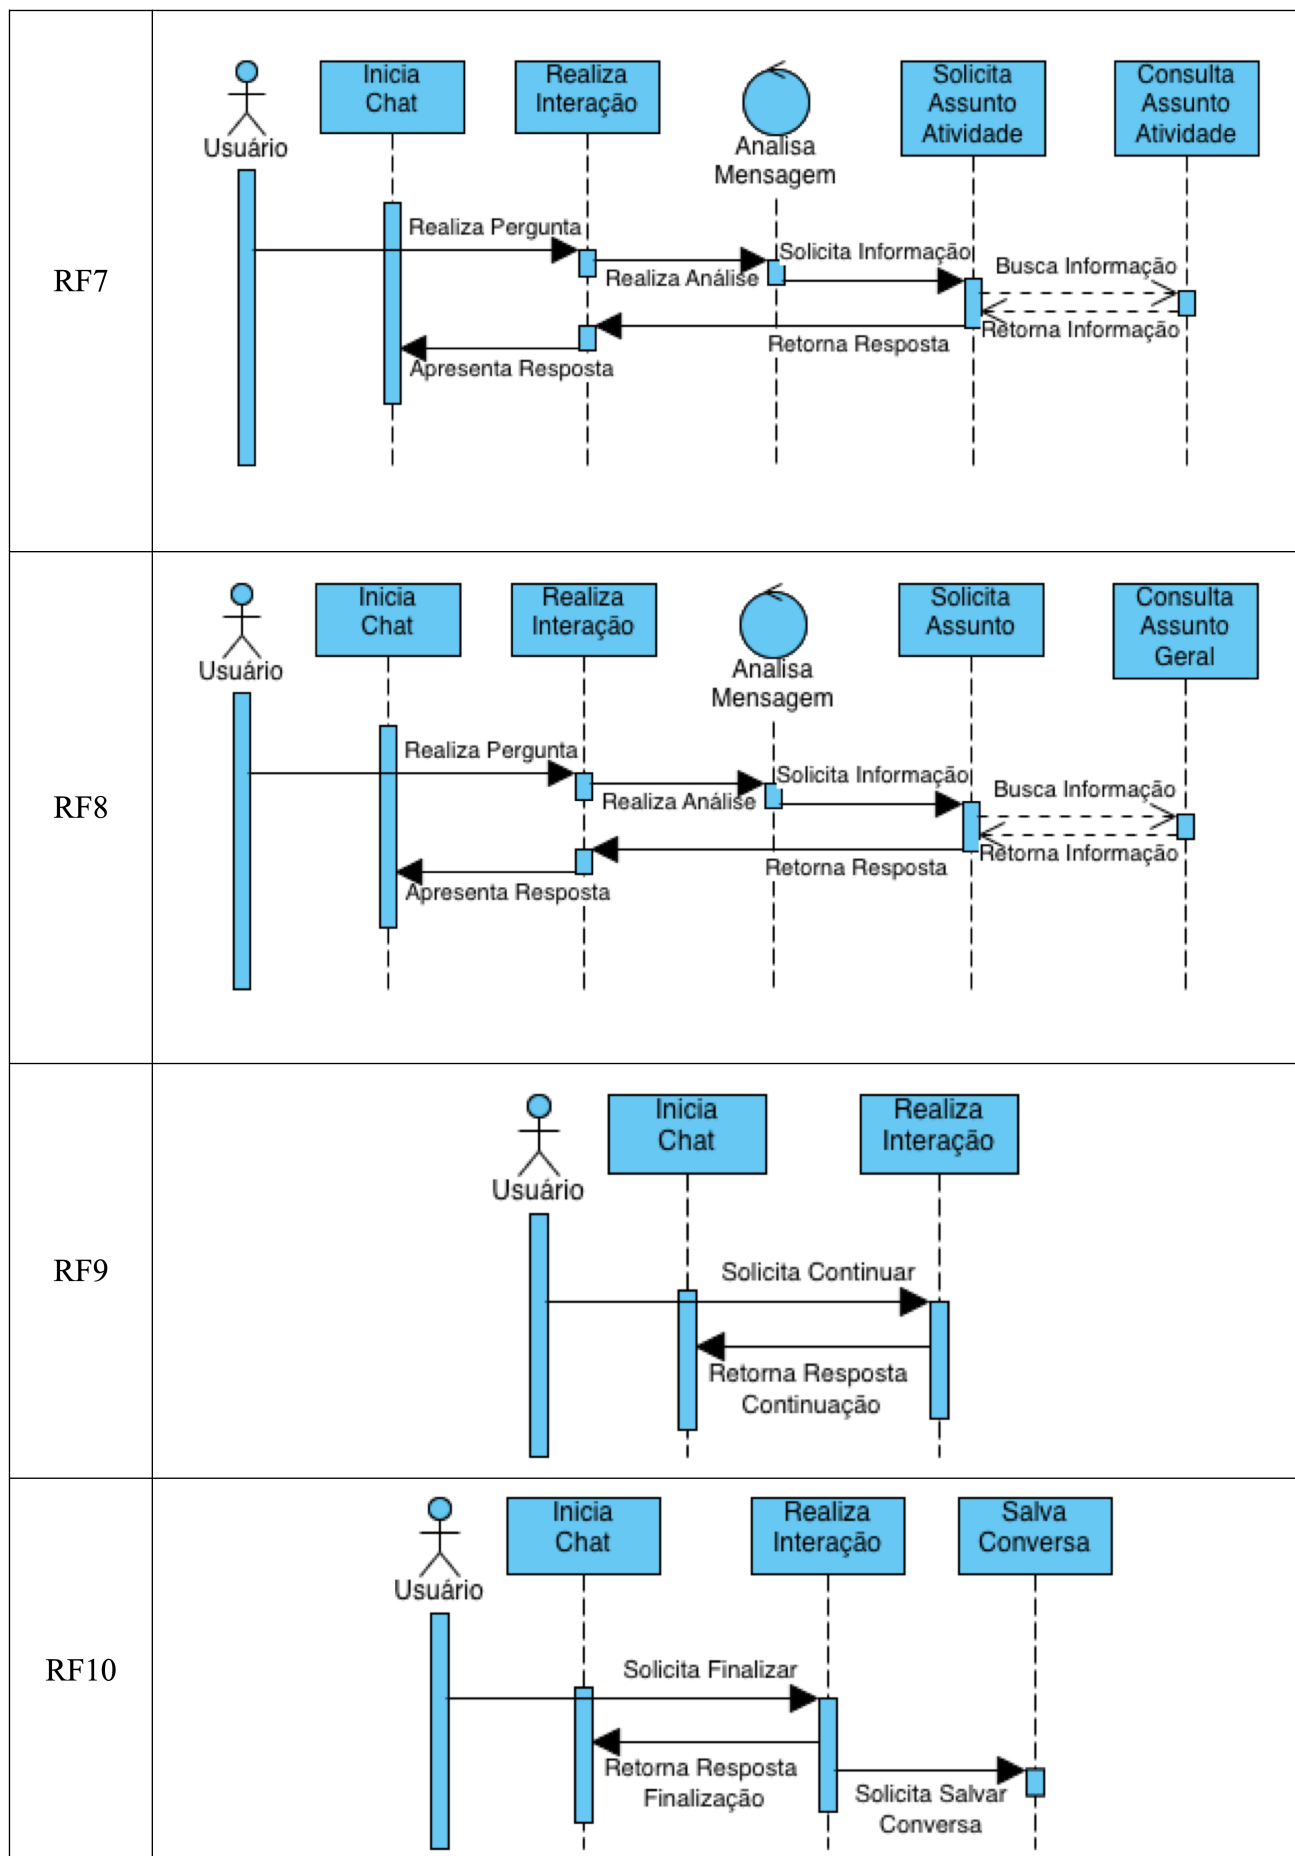 RF7
Usuário
Inicia
Chat
Realiza
Interação
Analisa
Mensagem
Solicita
Assunto
Atividade
Consulta
Assunto
Atividade
Realiza Pergunta
Realiza Análise
Solicita Informação
Busca Informação
Retorna Informação
Retorna Resposta
Apresenta Resposta
RF8
Usuário
Inicia
Chat
Realiza
Interação
Analisa
Mensagem
Solicita
Assunto
Consulta
Assunto
Geral
Realiza Pergunta
Realiza Análise
Solicita Informação
Busca Informação
Retorna Informação
Retorna Resposta
Apresenta Resposta
RF9
Usuário
Inicia
Chat
Realiza
Interação
Solicita Continuar
Retorna Resposta
Continuação
RF10
Usuário
Inicia
Chat
Realiza
Interação
Salva
Conversa
Solicita Finalizar
Retorna Resposta
Finalização
Solicita Salvar
Conversa